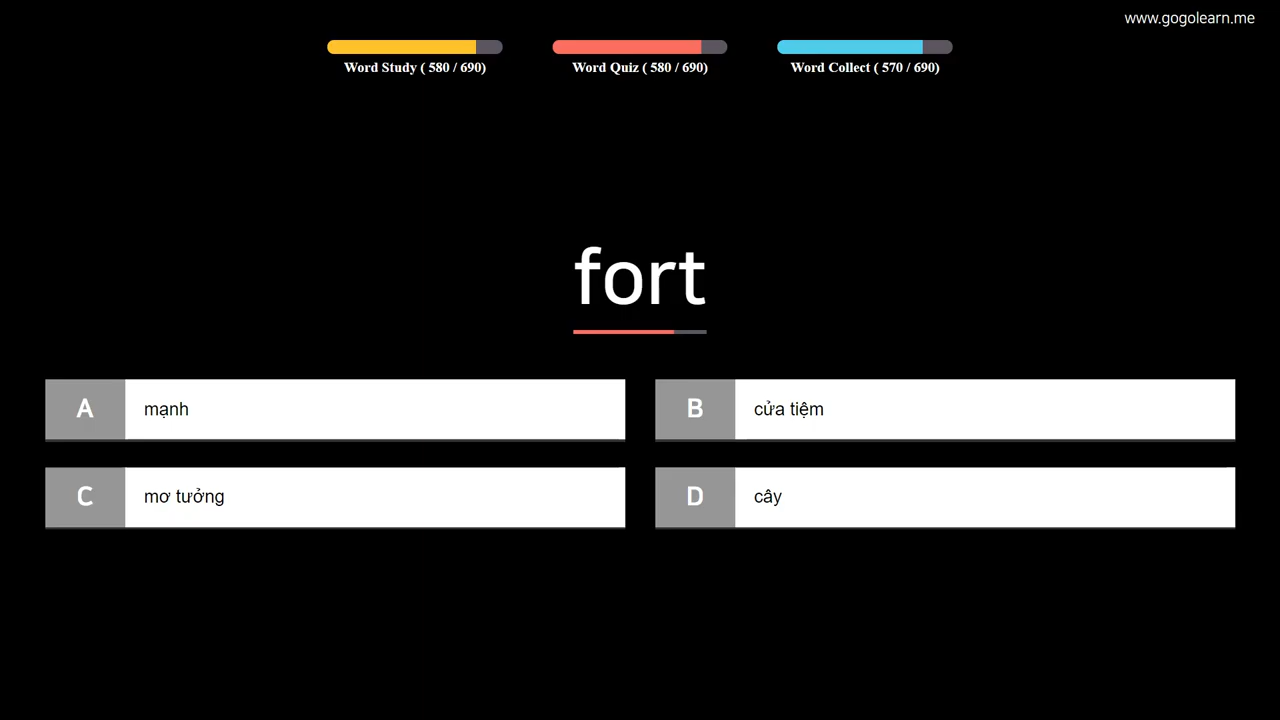 www.gogolearn.me
Word Study ( 580 / 690)
Word Quiz ( 580 / 690)
Word Collect ( 570 / 690)
fort
A mạnh
B cửa tiệm
C mơ tưởng
D cây